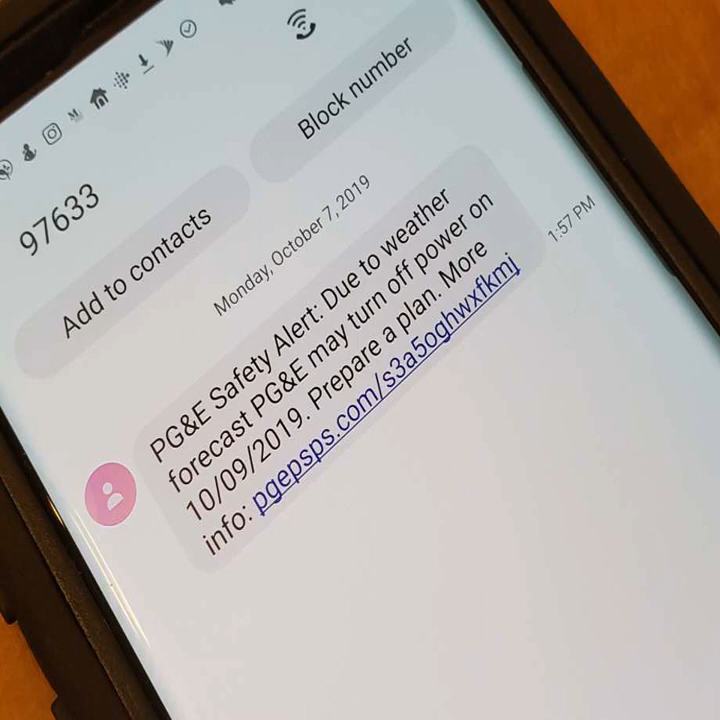 Block number
97633
Add to contacts
Monday, October 7, 2019
PG&E Safety Alert: Due to weather
forecast PG&E may turn off power on
10/09/2019. Prepare a plan. More
info: pgepsps.com/s3a5oghwxfkmj
1:57 PM